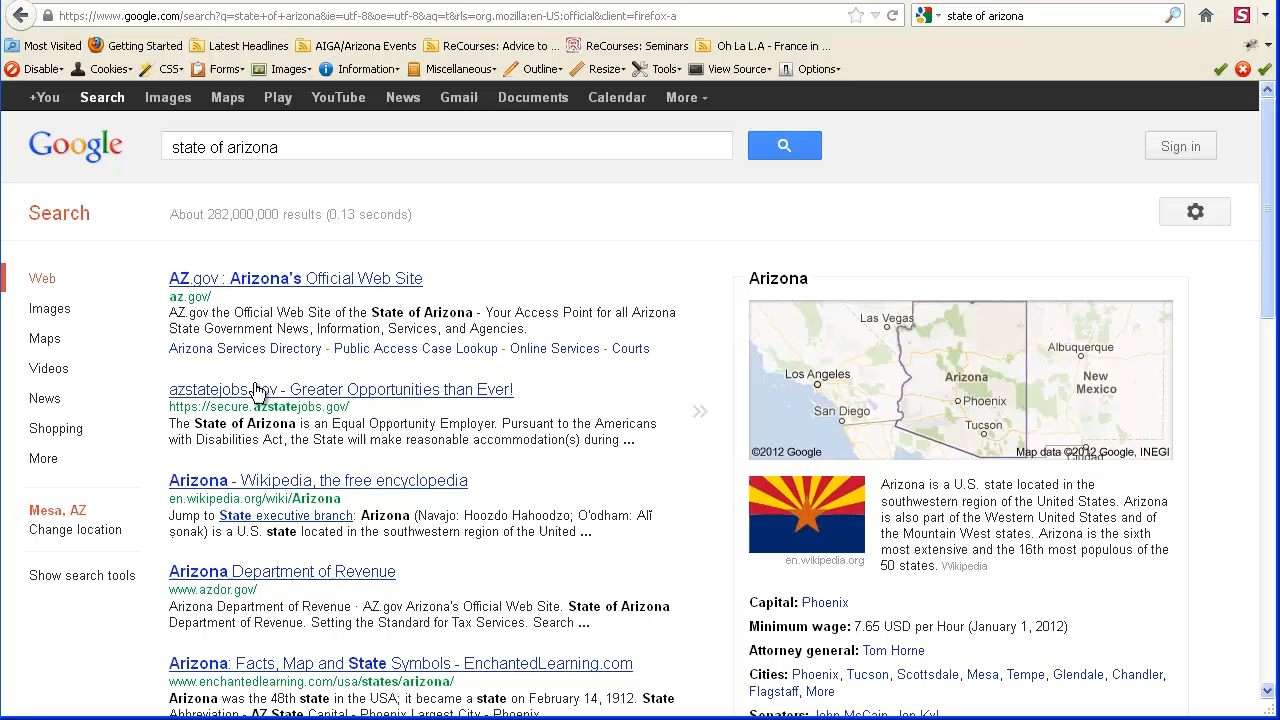 https://www.google.com/search?q=state+of+arizona&ie=utf-8&oe=utf-8&aq=t&rls=org.mozilla:en-US:official&client=firefox-a
state of arizona
Most Visited Getting Started Latest Headlines AIGA/Arizona Events ReCourses: Advice to ... ReCourses: Seminars Oh La L.A - France in ...
Disable Cookies CSS Forms Images Information Miscellaneous Outline Resize Tools View Source Options
+You Search Images Maps Play YouTube News Gmail Documents Calendar More
Google
state of arizona
Sign in
Search
About 282,000,000 results (0.13 seconds)
Web
Images
Maps
Videos
News
Shopping
More
Mesa, AZ
Change location
Show search tools
AZ.gov : Arizona's Official Web Site
az.gov/
AZ.gov the Official Web Site of the State of Arizona - Your Access Point for all Arizona
State Government News, Information, Services, and Agencies.
Arizona Services Directory - Public Access Case Lookup - Online Services - Courts
azstatejobs - Greater Opportunities than Ever!
https://secure.azstatejobs.gov/
The State of Arizona is an Equal Opportunity Employer. Pursuant to the Americans
with Disabilities Act, the State will make reasonable accommodation(s) during ...
Arizona - Wikipedia, the free encyclopedia
en.wikipedia.org/wiki/Arizona
Jump to State executive branch: Arizona (Navajo: Hoozdo Hahoodzo; O'odham: Alĭ
ṣonak) is a U.S. state located in the southwestern region of the United ...
Arizona Department of Revenue
www.azdor.gov/
Arizona Department of Revenue · AZ.gov Arizona's Official Web Site. State of Arizona
Department of Revenue. Setting the Standard for Tax Services. Search ...
Arizona: Facts, Map and State Symbols - EnchantedLearning.com
www.enchantedlearning.com/usa/states/arizona/
Arizona was the 48th state in the USA; it became a state on February 14, 1912. State
Abbreviation - AZ State Capital - Phoenix Largest City - Phoenix
Arizona
Las Vegas
Albuquerque
Los Angeles
Arizona
New
Mexico
Phoenix
San Diego
Tucson
Ciudad
©2012 Google
Map data ©2012 Google, INEGI
Arizona is a U.S. state located in the
southwestern region of the United States. Arizona
is also part of the Western United States and of
the Mountain West states. Arizona is the sixth
most extensive and the 16th most populous of the
50 states. Wikipedia
en.wikipedia.org
Capital: Phoenix
Minimum wage: 7.65 USD per Hour (January 1, 2012)
Attorney general: Tom Horne
Cities: Phoenix, Tucson, Scottsdale, Mesa, Tempe, Glendale, Chandler,
Flagstaff, More
Senators: John McCain, Jon Kyl